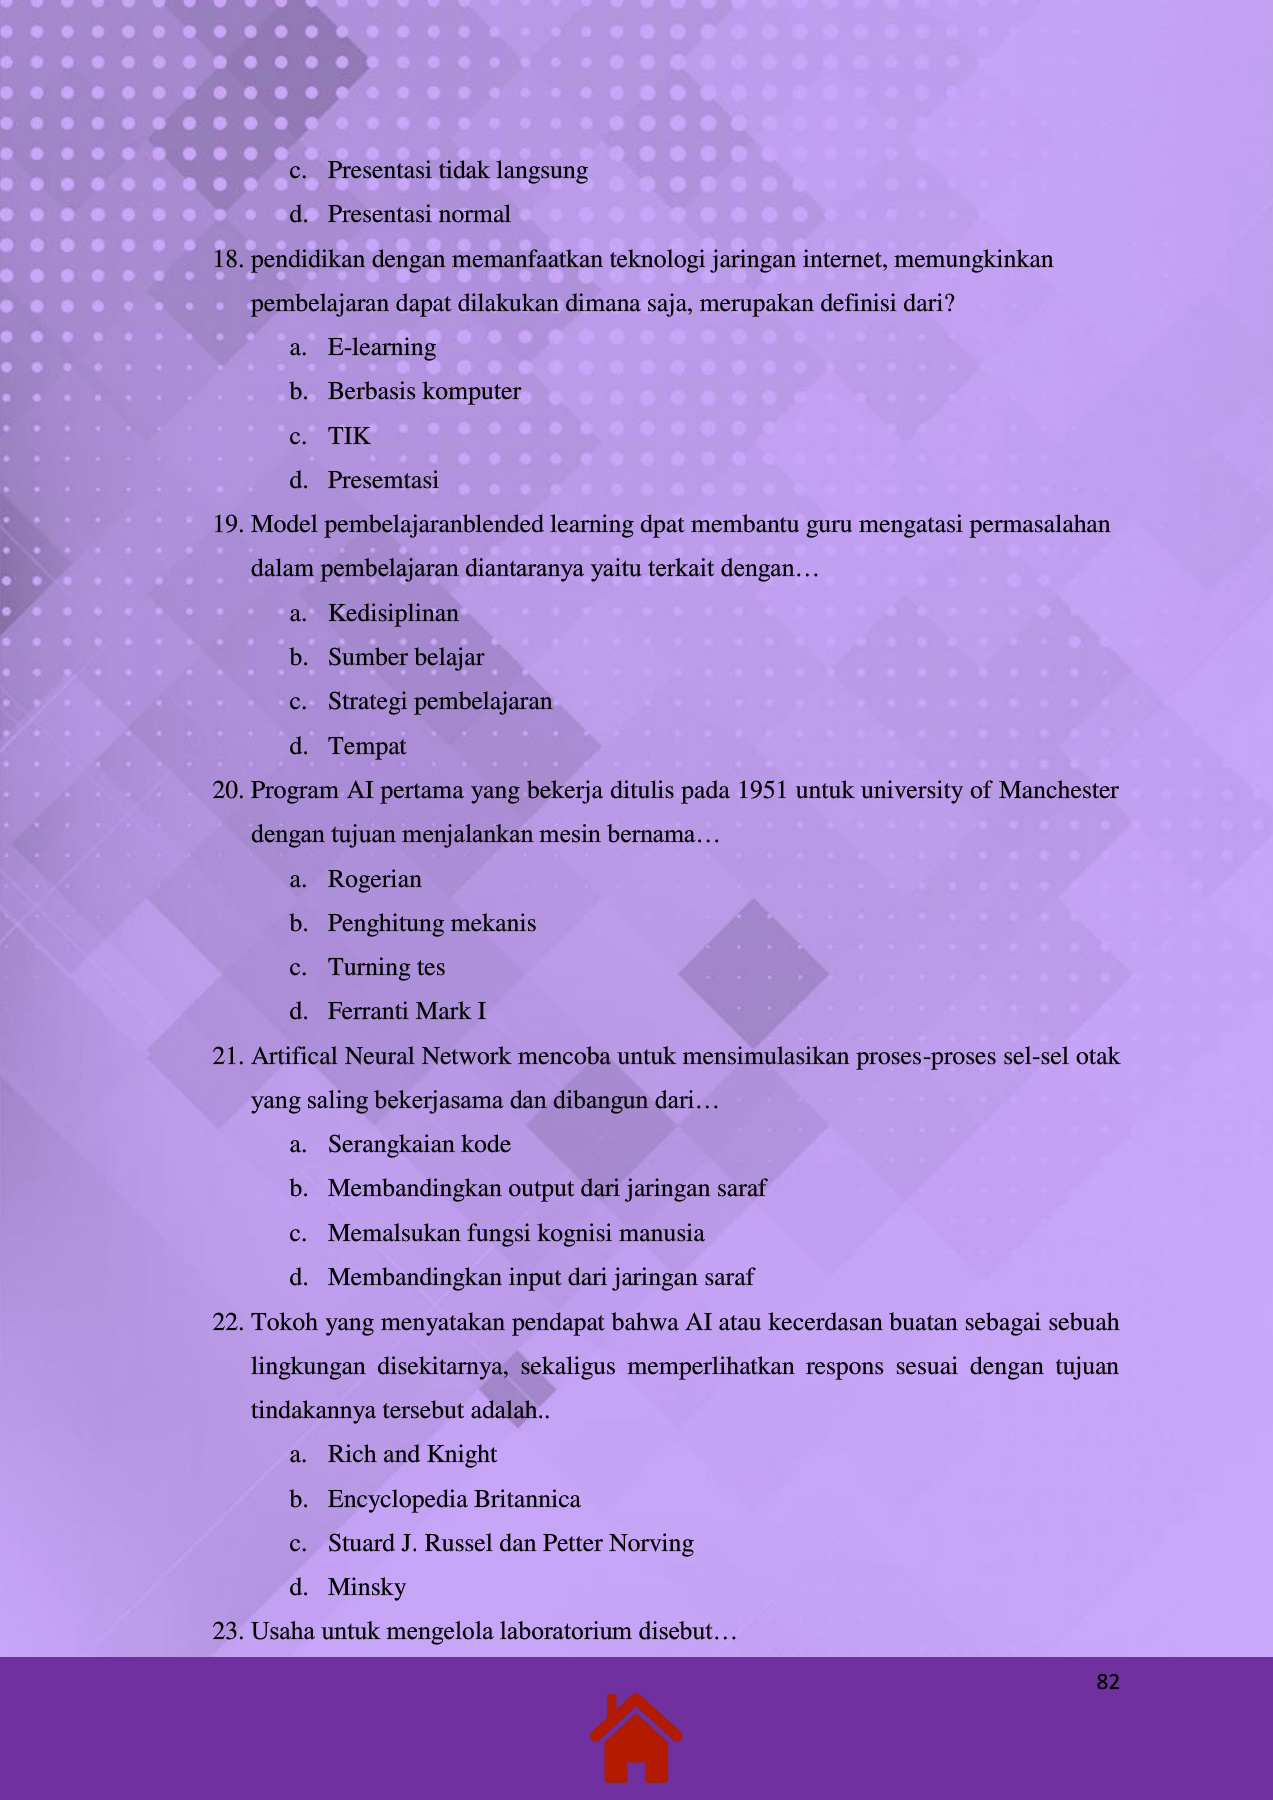 c. Presentasi tidak langsung
d. Presentasi normal
18. pendidikan dengan memanfaatkan teknologi jaringan internet, memungkinkan
pembelajaran dapat dilakukan dimana saja, merupakan definisi dari?
a. E-learning
b. Berbasis komputer
c. TIK
d. Presemtasi
19. Model pembelajaranblended learning dpat membantu guru mengatasi permasalahan
dalam pembelajaran diantaranya yaitu terkait dengan…
a. Kedisiplinan
b. Sumber belajar
c. Strategi pembelajaran
d. Tempat
20. Program AI pertama yang bekerja ditulis pada 1951 untuk university of Manchester
dengan tujuan menjalankan mesin bernama…
a. Rogerian
b. Penghitung mekanis
c. Turning tes
d. Ferranti Mark I
21. Artifical Neural Network mencoba untuk mensimulasikan proses-proses sel-sel otak
yang saling bekerjasama dan dibangun dari…
a. Serangkaian kode
b. Membandingkan output dari jaringan saraf
c. Memalsukan fungsi kognisi manusia
d. Membandingkan input dari jaringan saraf
22. Tokoh yang menyatakan pendapat bahwa AI atau kecerdasan buatan sebagai sebuah
lingkungan disekitarnya, sekaligus memperlihatkan respons sesuai dengan tujuan
tindakannya tersebut adalah..
a. Rich and Knight
b. Encyclopedia Britannica
c. Stuard J. Russel dan Petter Norving
d. Minsky
23. Usaha untuk mengelola laboratorium disebut…
82